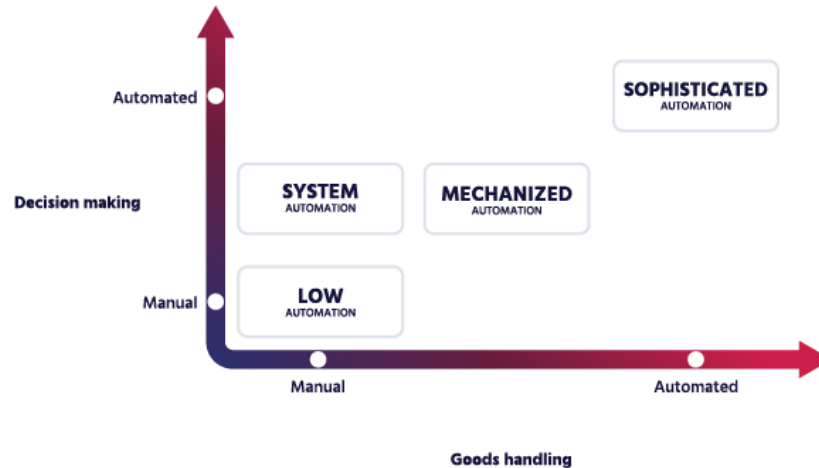 Automated
SOPHISTICATED
AUTOMATION
Decision making
SYSTEM
AUTOMATION
MECHANIZED
AUTOMATION
Manual
LOW
AUTOMATION
Manual
Automated
Goods handling